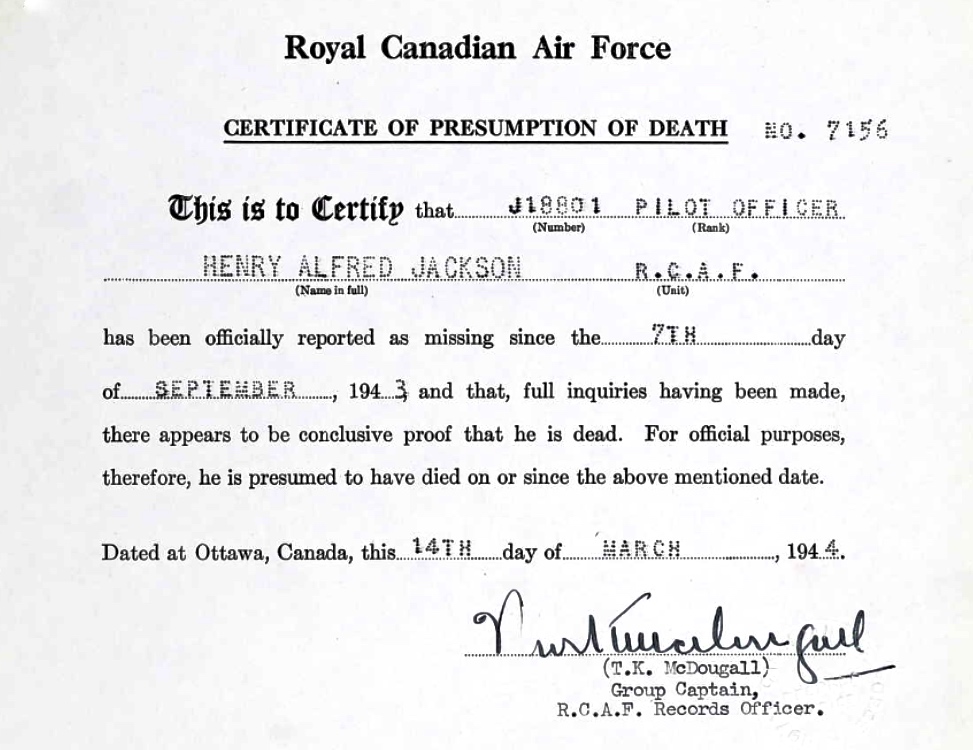 Royal Canadian Air Force
CERTIFICATE OF PRESUMPTION OF DEATH NO. 7156
This is to Certify that J18801 PILOT OFFICER
(Number) (Rank)
HENRY ALFRED JACKSON R.C.A.F.
(Name in full) (Unit)
has been officially reported as missing since the 7TH day
of SEPTEMBER, 1943 and that, full inquiries having been made,
there appears to be conclusive proof that he is dead. For official purposes,
therefore, he is presumed to have died on or since the above mentioned date.
Dated at Ottawa, Canada, this 14TH day of MARCH, 1944.
(T.K. McDougall)
Group Captain,
R.C.A.F. Records Officer.